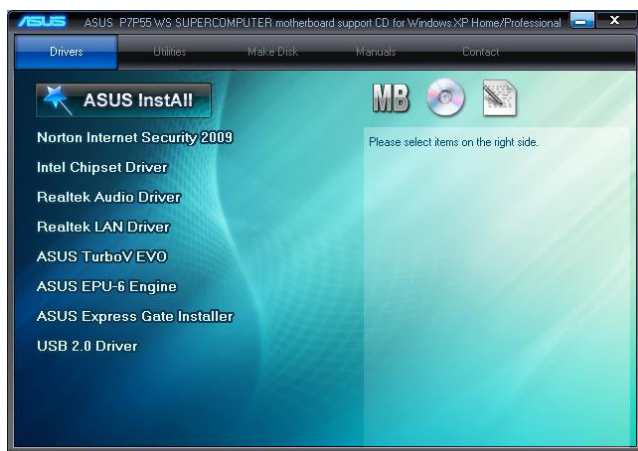 ASUS ASUS P7P55 WS SUPERCOMPUTER motherboard support CD for Windows XP Home/Professional
Drivers Utilities Make Disk Manuals Contact
ASUS InstAll
MB
Norton Internet Security 2009
Please select items on the right side.
Intel Chipset Driver
Realtek Audio Driver
Realtek LAN Driver
ASUS TurboV EVO
ASUS EPU-6 Engine
ASUS Express Gate Installer
USB 2.0 Driver